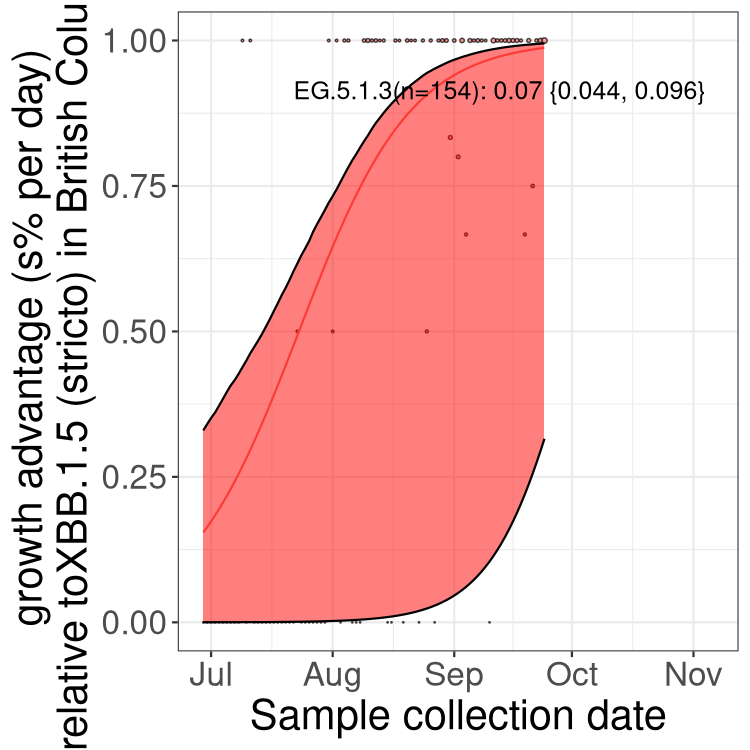 growth advantage (s% per day)
relative toXBB.1.5 (stricto) in British Colu
1.00
0.75
0.50
0.25
0.00
EG.5.1.3(n=154): 0.07 {0.044, 0.096}
Jul Aug Sep Oct Nov
Sample collection date